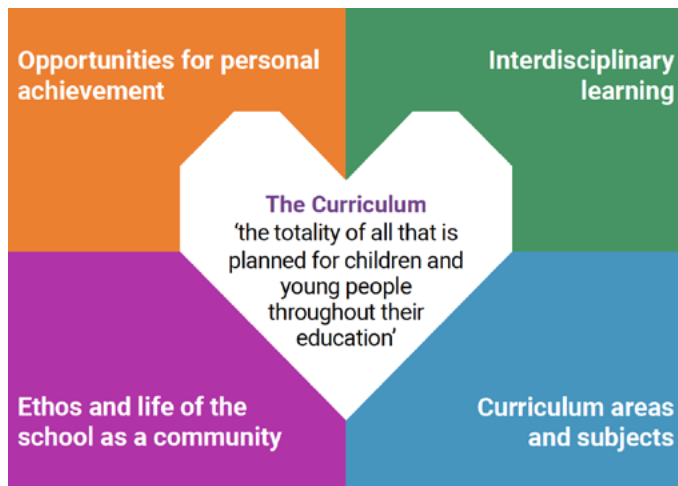 Opportunities for personal
achievement
Interdisciplinary
learning
The Curriculum
‘the totality of all that is
planned for children and
young people
throughout their
education’
Ethos and life of the
school as a community
Curriculum areas
and subjects